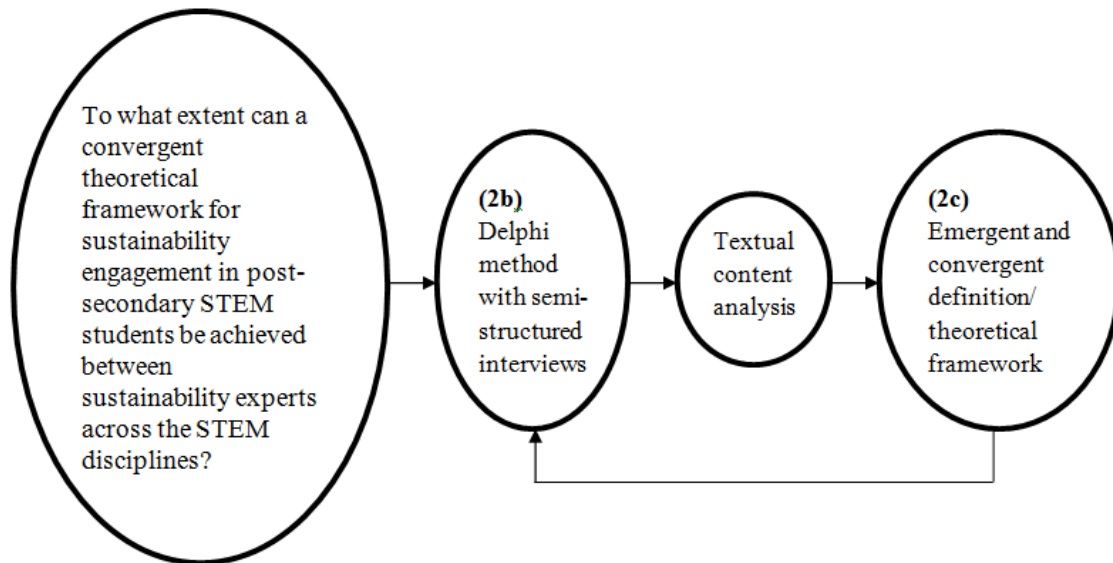 To what extent can a
convergent
theoretical
framework for
sustainability
engagement in post-
secondary STEM
students be achieved
between
sustainability experts
across the STEM
disciplines?
(2b)
Delphi
method
with semi-
structured
interviews
Textual
content
analysis
(2c)
Emergent and
convergent
definition/
theoretical
framework